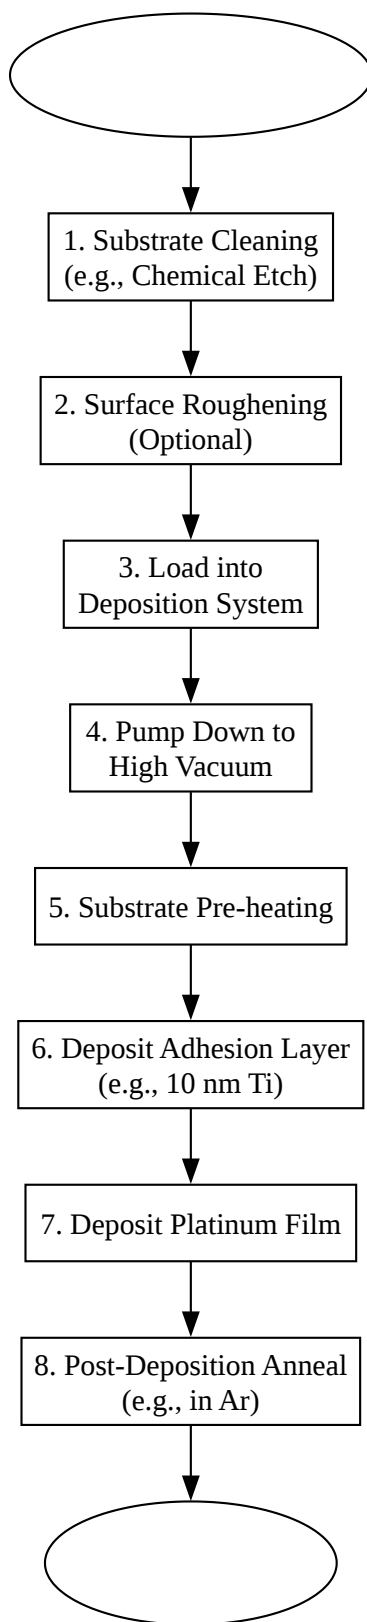 1. Substrate Cleaning
(e.g., Chemical Etch)
2. Surface Roughening
(Optional)
3. Load into
Deposition System
4. Pump Down to
High Vacuum
5. Substrate Pre-heating
6. Deposit Adhesion Layer
(e.g., 10 nm Ti)
7. Deposit Platinum Film
8. Post-Deposition Anneal
(e.g., in Ar)